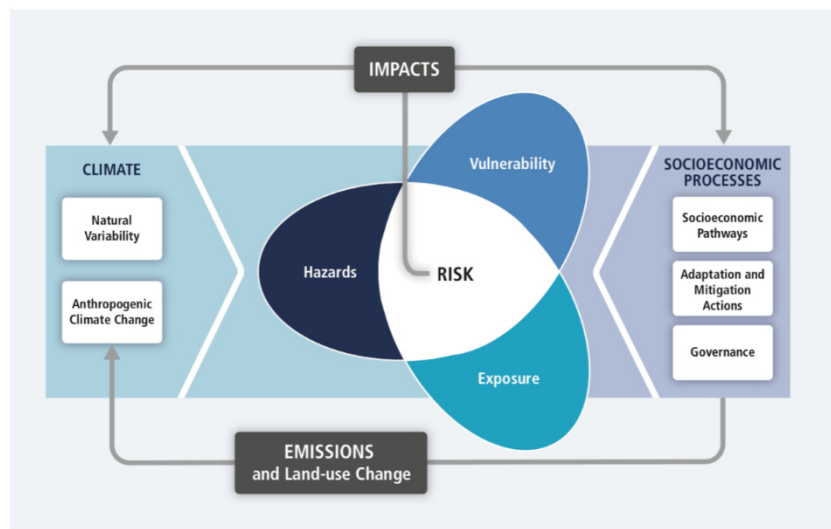 IMPACTS
CLIMATE
Natural
Variability
Anthropogenic
Climate Change
Hazards
Vulnerability
RISK
Exposure
SOCIOECONOMIC
PROCESSES
Socioeconomic
Pathways
Adaptation and
Mitigation
Actions
Governance
EMISSIONS
and Land-use Change